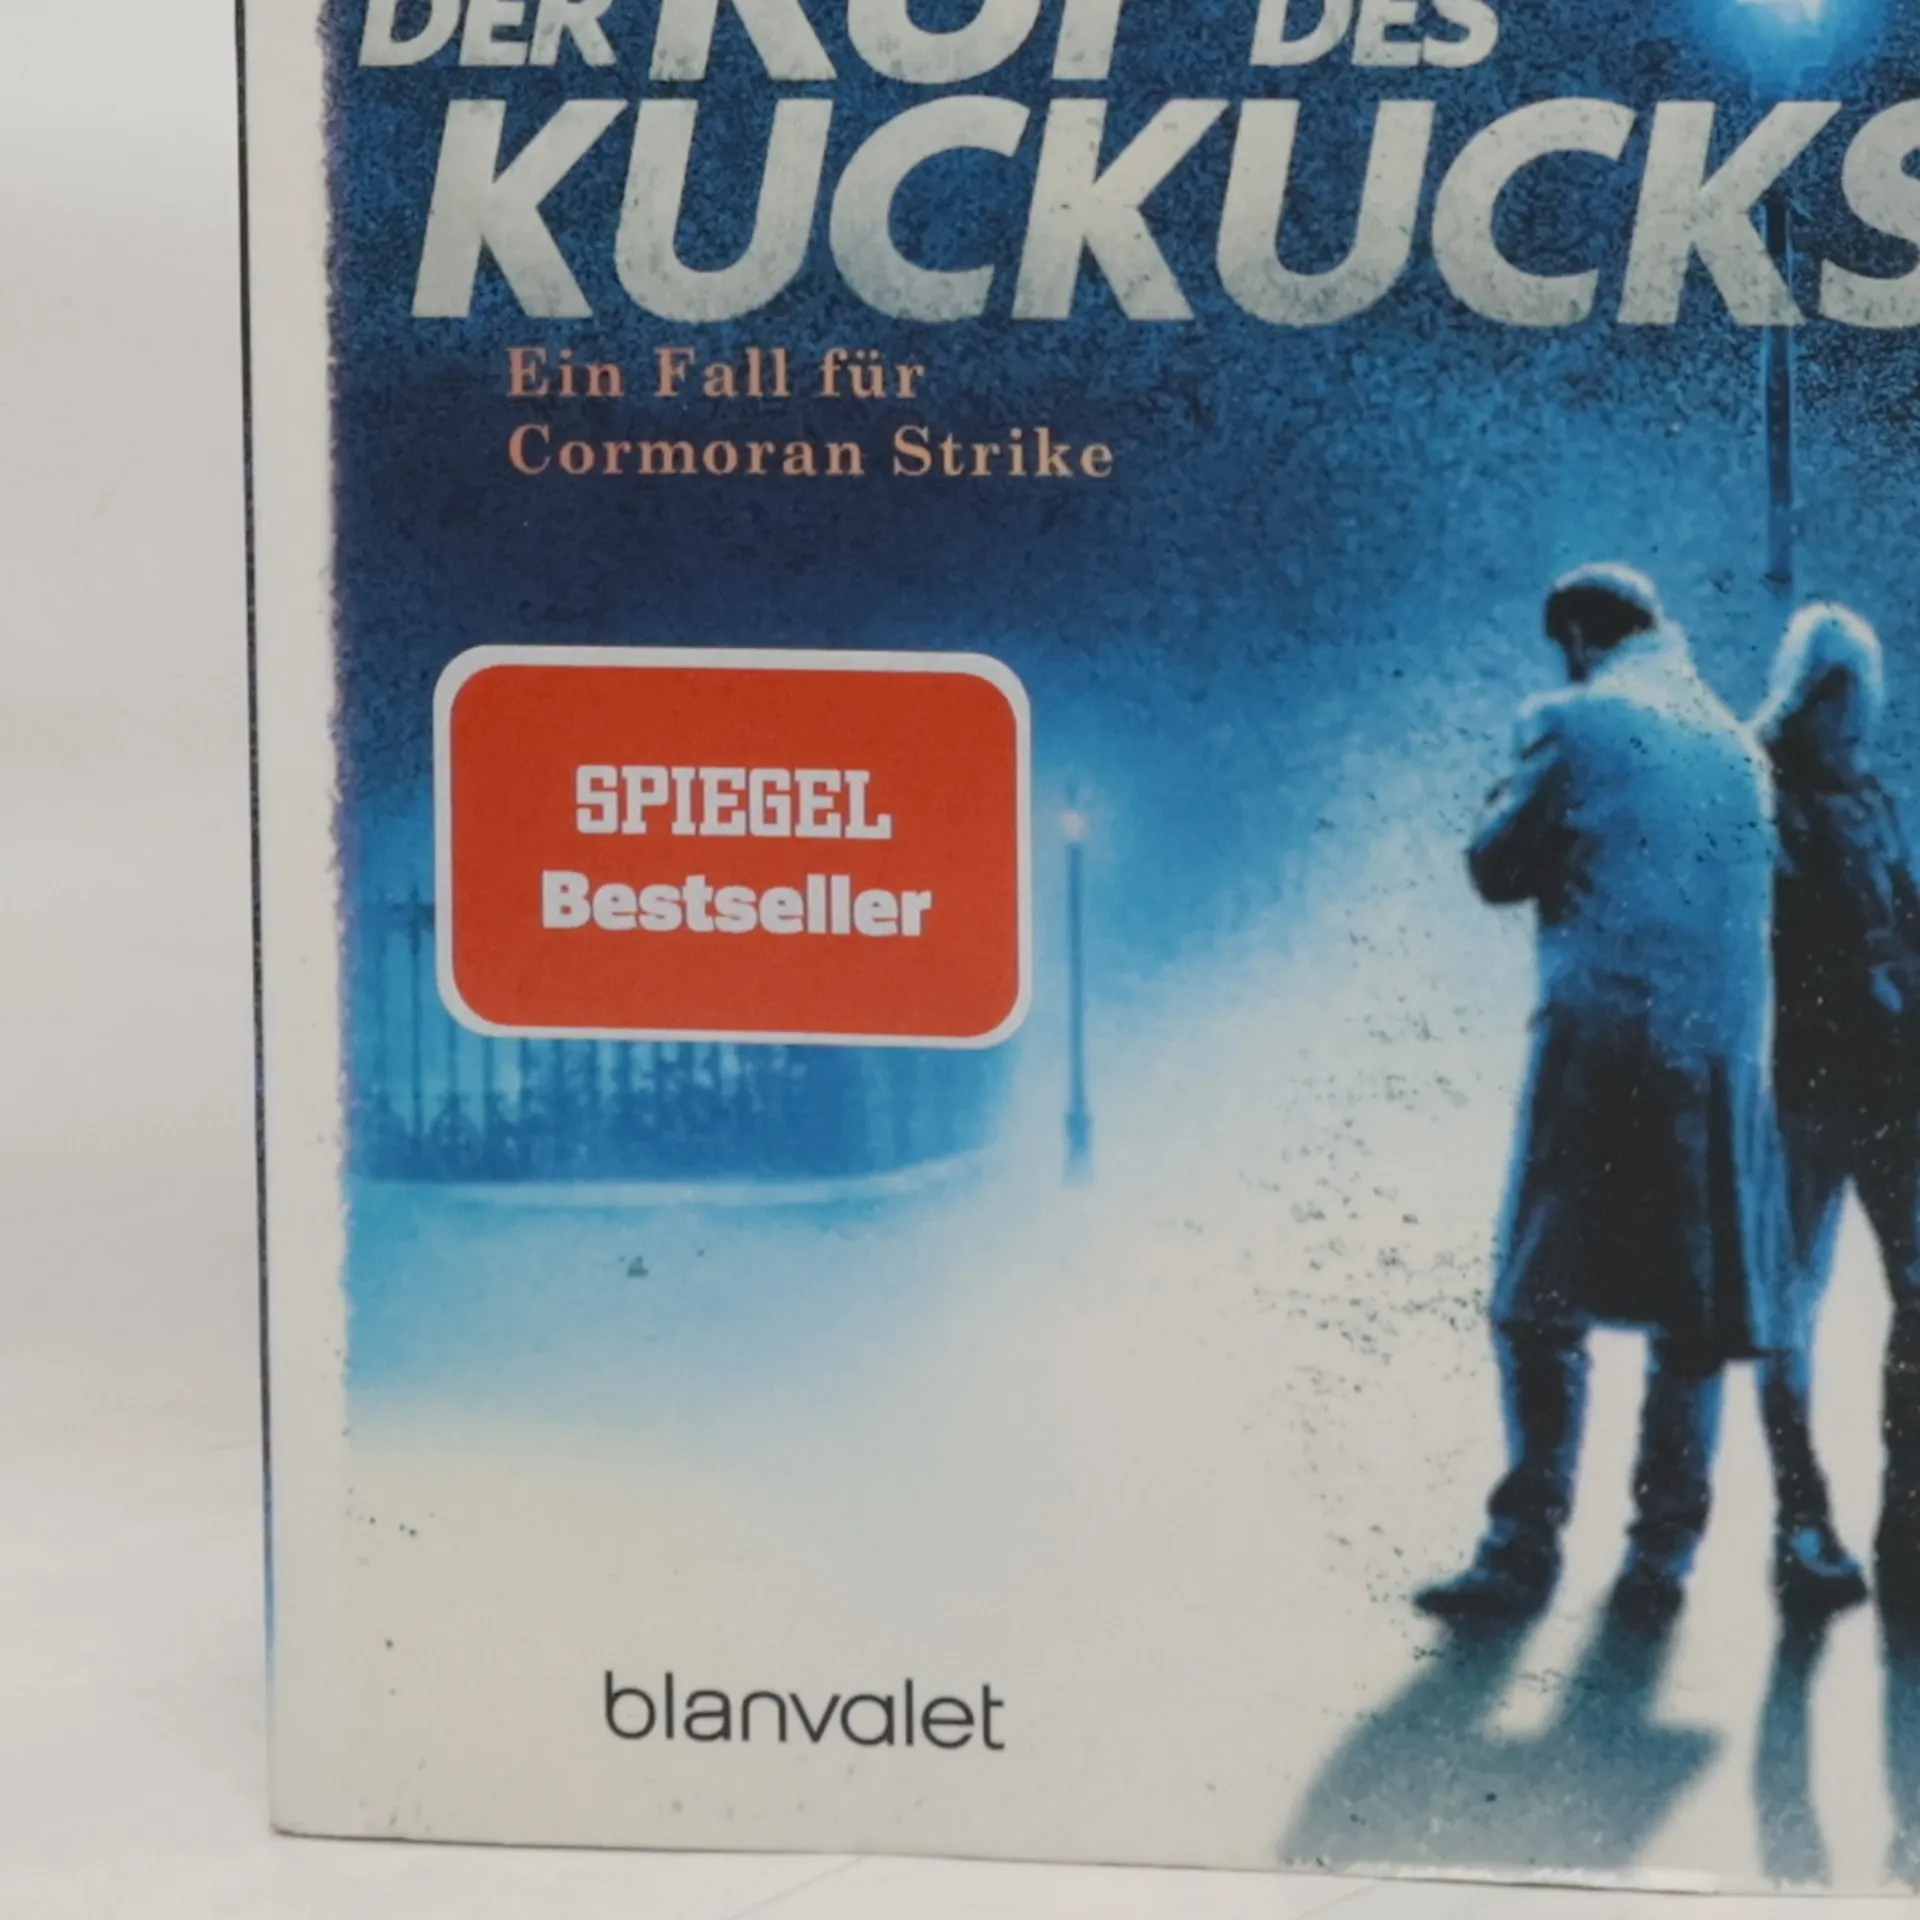 DER RUF DES
KUCKUCKS
Ein Fall für
Cormoran Strike
SPIEGEL
Bestseller
blanvalet